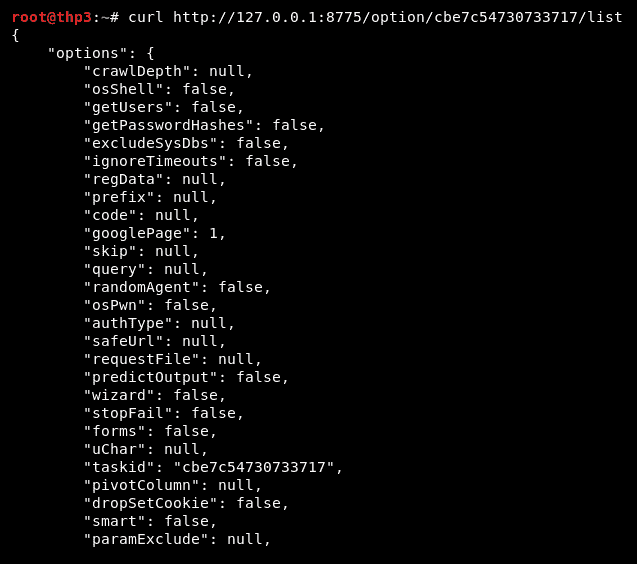 root@thp3:~# curl http://127.0.0.1:8775/option/cbe7c54730733717/list
{
    "options": {
        "crawlDepth": null,
        "osShell": false,
        "getUsers": false,
        "getPasswordHashes": false,
        "excludeSysDbs": false,
        "ignoreTimeouts": false,
        "regData": null,
        "prefix": null,
        "code": null,
        "googlePage": 1,
        "skip": null,
        "query": null,
        "randomAgent": false,
        "osPwn": false,
        "authType": null,
        "safeUrl": null,
        "requestFile": null,
        "predictOutput": false,
        "wizard": false,
        "stopFail": false,
        "forms": false,
        "uChar": null,
        "taskid": "cbe7c54730733717",
        "pivotColumn": null,
        "dropSetCookie": false,
        "smart": false,
        "paramExclude": null,